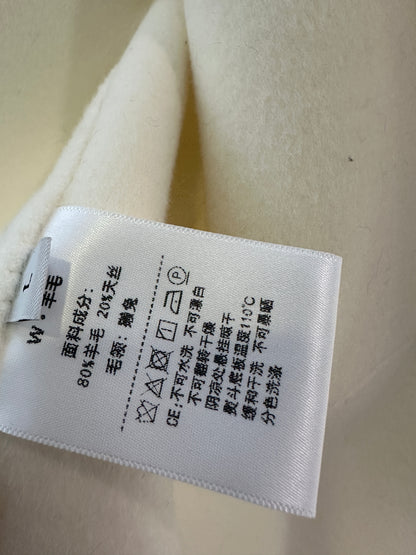 L
W·羊毛
面料成分:
80%羊毛 20%天丝
毛领: 獭兔
CE:不可水洗 不可漂白
不可翻转干燥
阴凉处悬挂晾干
熨斗底板温度110℃
缓和干洗 不可暴晒
分色洗涤